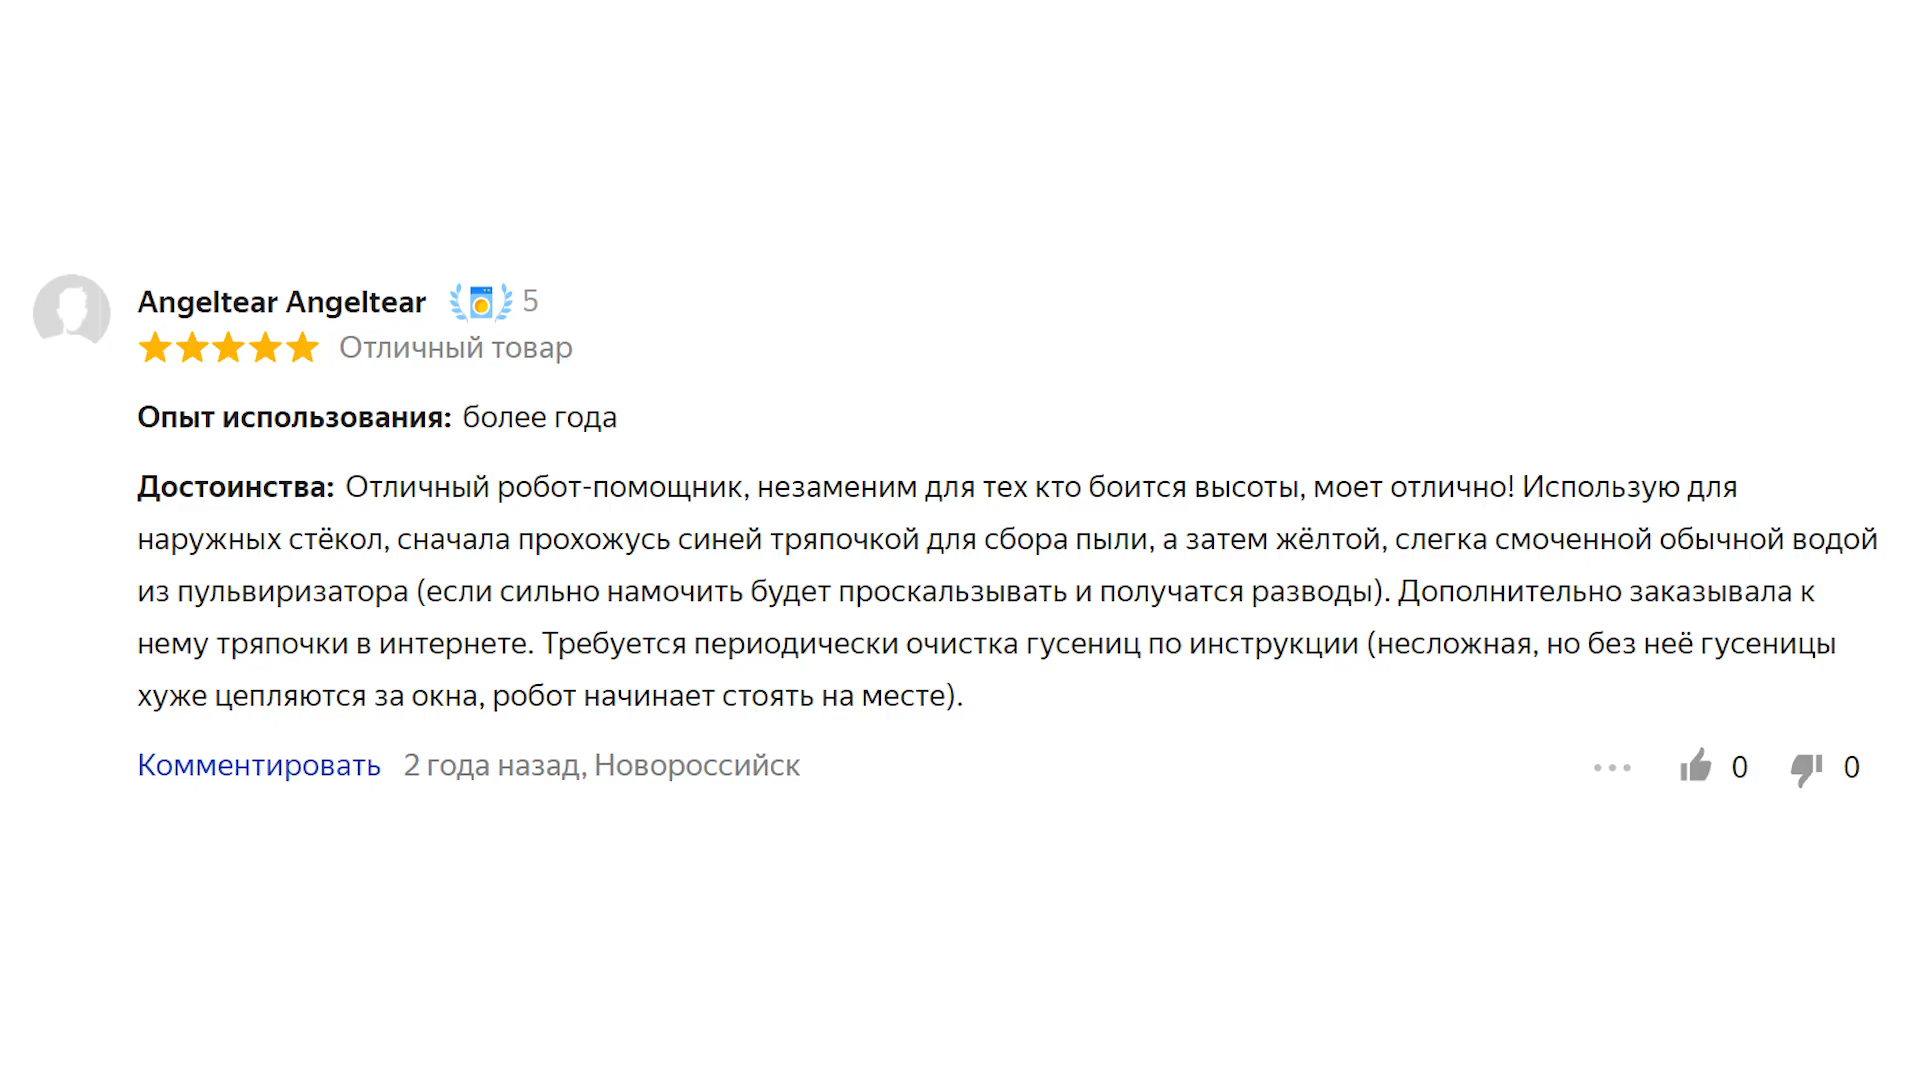 Angeltear Angeltear 5
Отличный товар
Опыт использования: более года
Достоинства: Отличный робот-помощник, незаменим для тех кто боится высоты, моет отлично! Использую для
наружных стёкол, сначала прохожусь синей тряпочкой для сбора пыли, а затем жёлтой, слегка смоченной обычной водой
из пульвиризатора (если сильно намочить будет проскальзывать и получатся разводы). Дополнительно заказывала к
нему тряпочки в интернете. Требуется периодически очистка гусениц по инструкции (несложная, но без неё гусеницы
хуже цепляются за окна, робот начинает стоять на месте).
Комментировать 2 года назад, Новороссийск ... 0 0